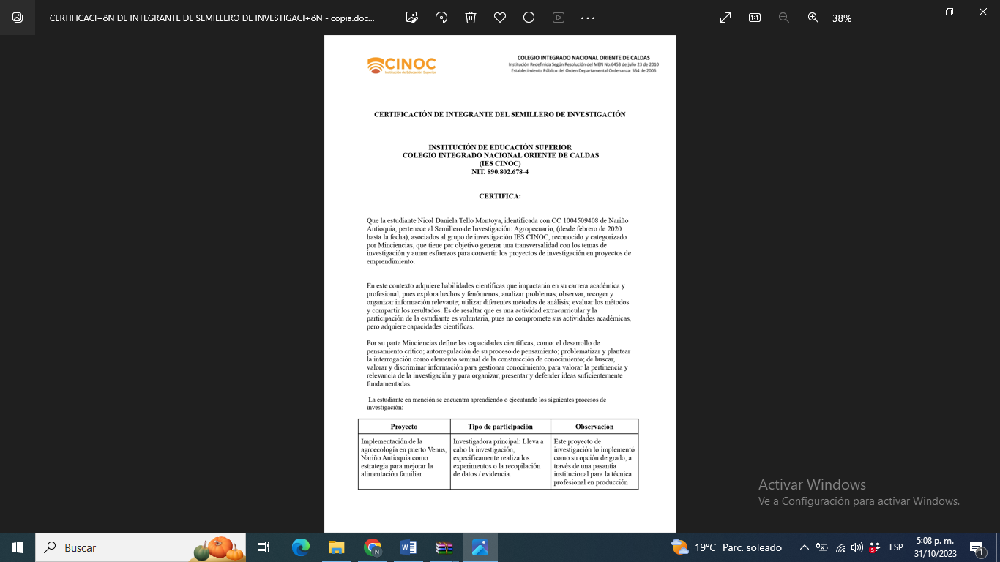 CERTIFICACI+ôN DE INTEGRANTE DE SEMILLERO DE INVESTIGACI+ôN - copia.doc...
1:1
38%
CINOC
Institución de Educación Superior
COLEGIO INTEGRADO NACIONAL ORIENTE DE CALDAS
Institución Redefinida Según Resolución del MEN No.6453 de julio 23 de 2010
Establecimiento Público del Orden Departamental Ordenanza: 554 de 2006
CERTIFICACIÓN DE INTEGRANTE DEL SEMILLERO DE INVESTIGACIÓN
INSTITUCIÓN DE EDUCACIÓN SUPERIOR
COLEGIO INTEGRADO NACIONAL ORIENTE DE CALDAS
(IES CINOC)
NIT. 890.802.678-4
CERTIFICA:
Que la estudiante Nicol Daniela Tello Montoya, identificada con CC 1004509408 de Nariño
Antioquia, pertenece al Semillero de Investigación: Agropecuario, (desde febrero de 2020
hasta la fecha), asociados al grupo de investigación IES CINOC, reconocido y categorizado
por Minciencias, que tiene por objetivo generar una transversalidad con los temas de
investigación y aunar esfuerzos para convertir los proyectos de investigación en proyectos de
emprendimiento.
En este contexto adquiere habilidades científicas que impactarán en su carrera académica y
profesional, pues explora hechos y fenómenos; analizar problemas; observar, recoger y
organizar información relevante; utilizar diferentes métodos de análisis; evaluar los métodos
y compartir los resultados. Es de resaltar que es una actividad extracurricular y la
participación de la estudiante es voluntaria, pues no compromete sus actividades académicas,
pero adquiere capacidades científicas.
Por su parte Minciencias define las capacidades científicas, como: el desarrollo de
pensamiento crítico; autorregulación de su proceso de pensamiento; problematizar y plantear
la interrogación como elemento seminal de la construcción de conocimiento; de buscar,
valorar y discriminar información para gestionar conocimiento, para valorar la pertinencia y
relevancia de la investigación y para organizar, presentar y defender ideas suficientemente
fundamentadas.
La estudiante en mención se encuentra aprendiendo o ejecutando los siguientes procesos de
investigación:
Proyecto
Tipo de participación
Observación
Implementación de la
agroecología en puerto Venus,
Nariño Antioquia como
estrategia para mejorar la
alimentación familiar
Investigadora principal: Lleva a
cabo la investigación,
específicamente realiza los
experimentos o la recopilación
de datos / evidencia.
Este proyecto de
investigación lo implementó
como su opción de grado, a
través de una pasantía
institucional para la técnica
profesional en producción
Activar Windows
Ve a Configuración para activar Windows.
Buscar
19°C Parc. soleado
ESP
5:08 p. m.
31/10/2023
1